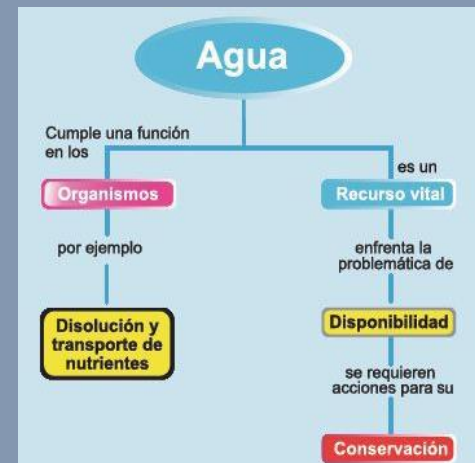 Agua
Cumple una función
en los
Organismos
por ejemplo
Disolución y
transporte de
nutrientes
es un
Recurso vital
enfrenta la
problemática de
Disponibilidad
se requieren
acciones para su
Conservación